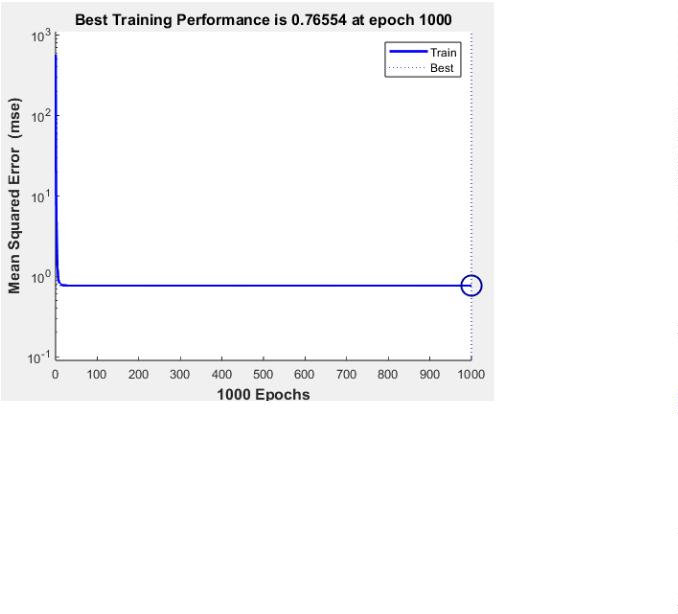 Best Training Performance is 0.76554 at epoch 1000
Train
Best
Mean Squared Error (mse)
10^3
10^2
10^1
10^0
10^-1
0 100 200 300 400 500 600 700 800 900 1000
1000 Epochs